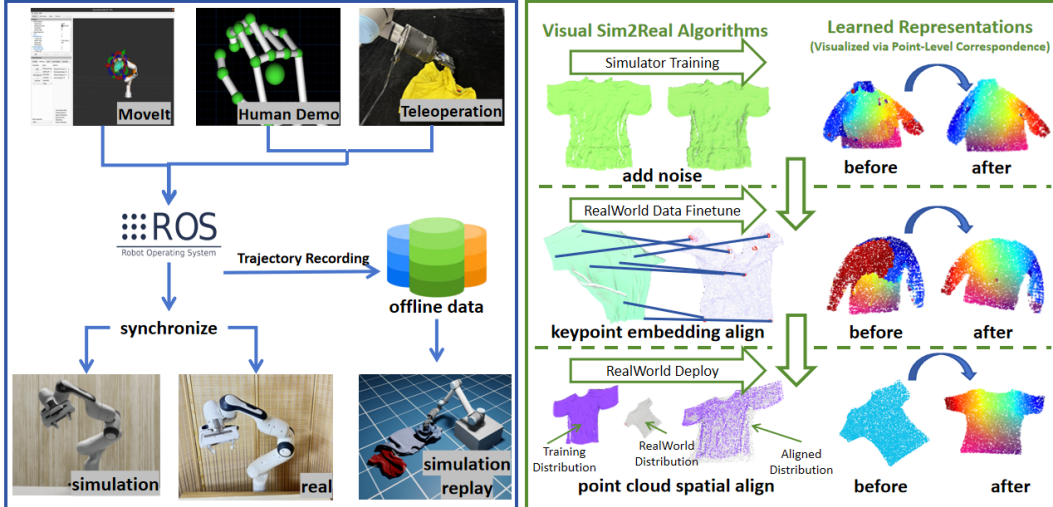 MoveIt
Human Demo
Teleoperation
ROS
Robot Operating System
Trajectory Recording
offline data
synchronize
simulation
real
simulation
replay
Visual Sim2Real Algorithms
Learned Representations
(Visualized via Point-Level Correspondence)
Simulator Training
add noise
before
after
RealWorld Data Finetune
keypoint embedding align
before
after
RealWorld Deploy
Training
Distribution
RealWorld
Distribution
Aligned
Distribution
point cloud spatial align
before
after